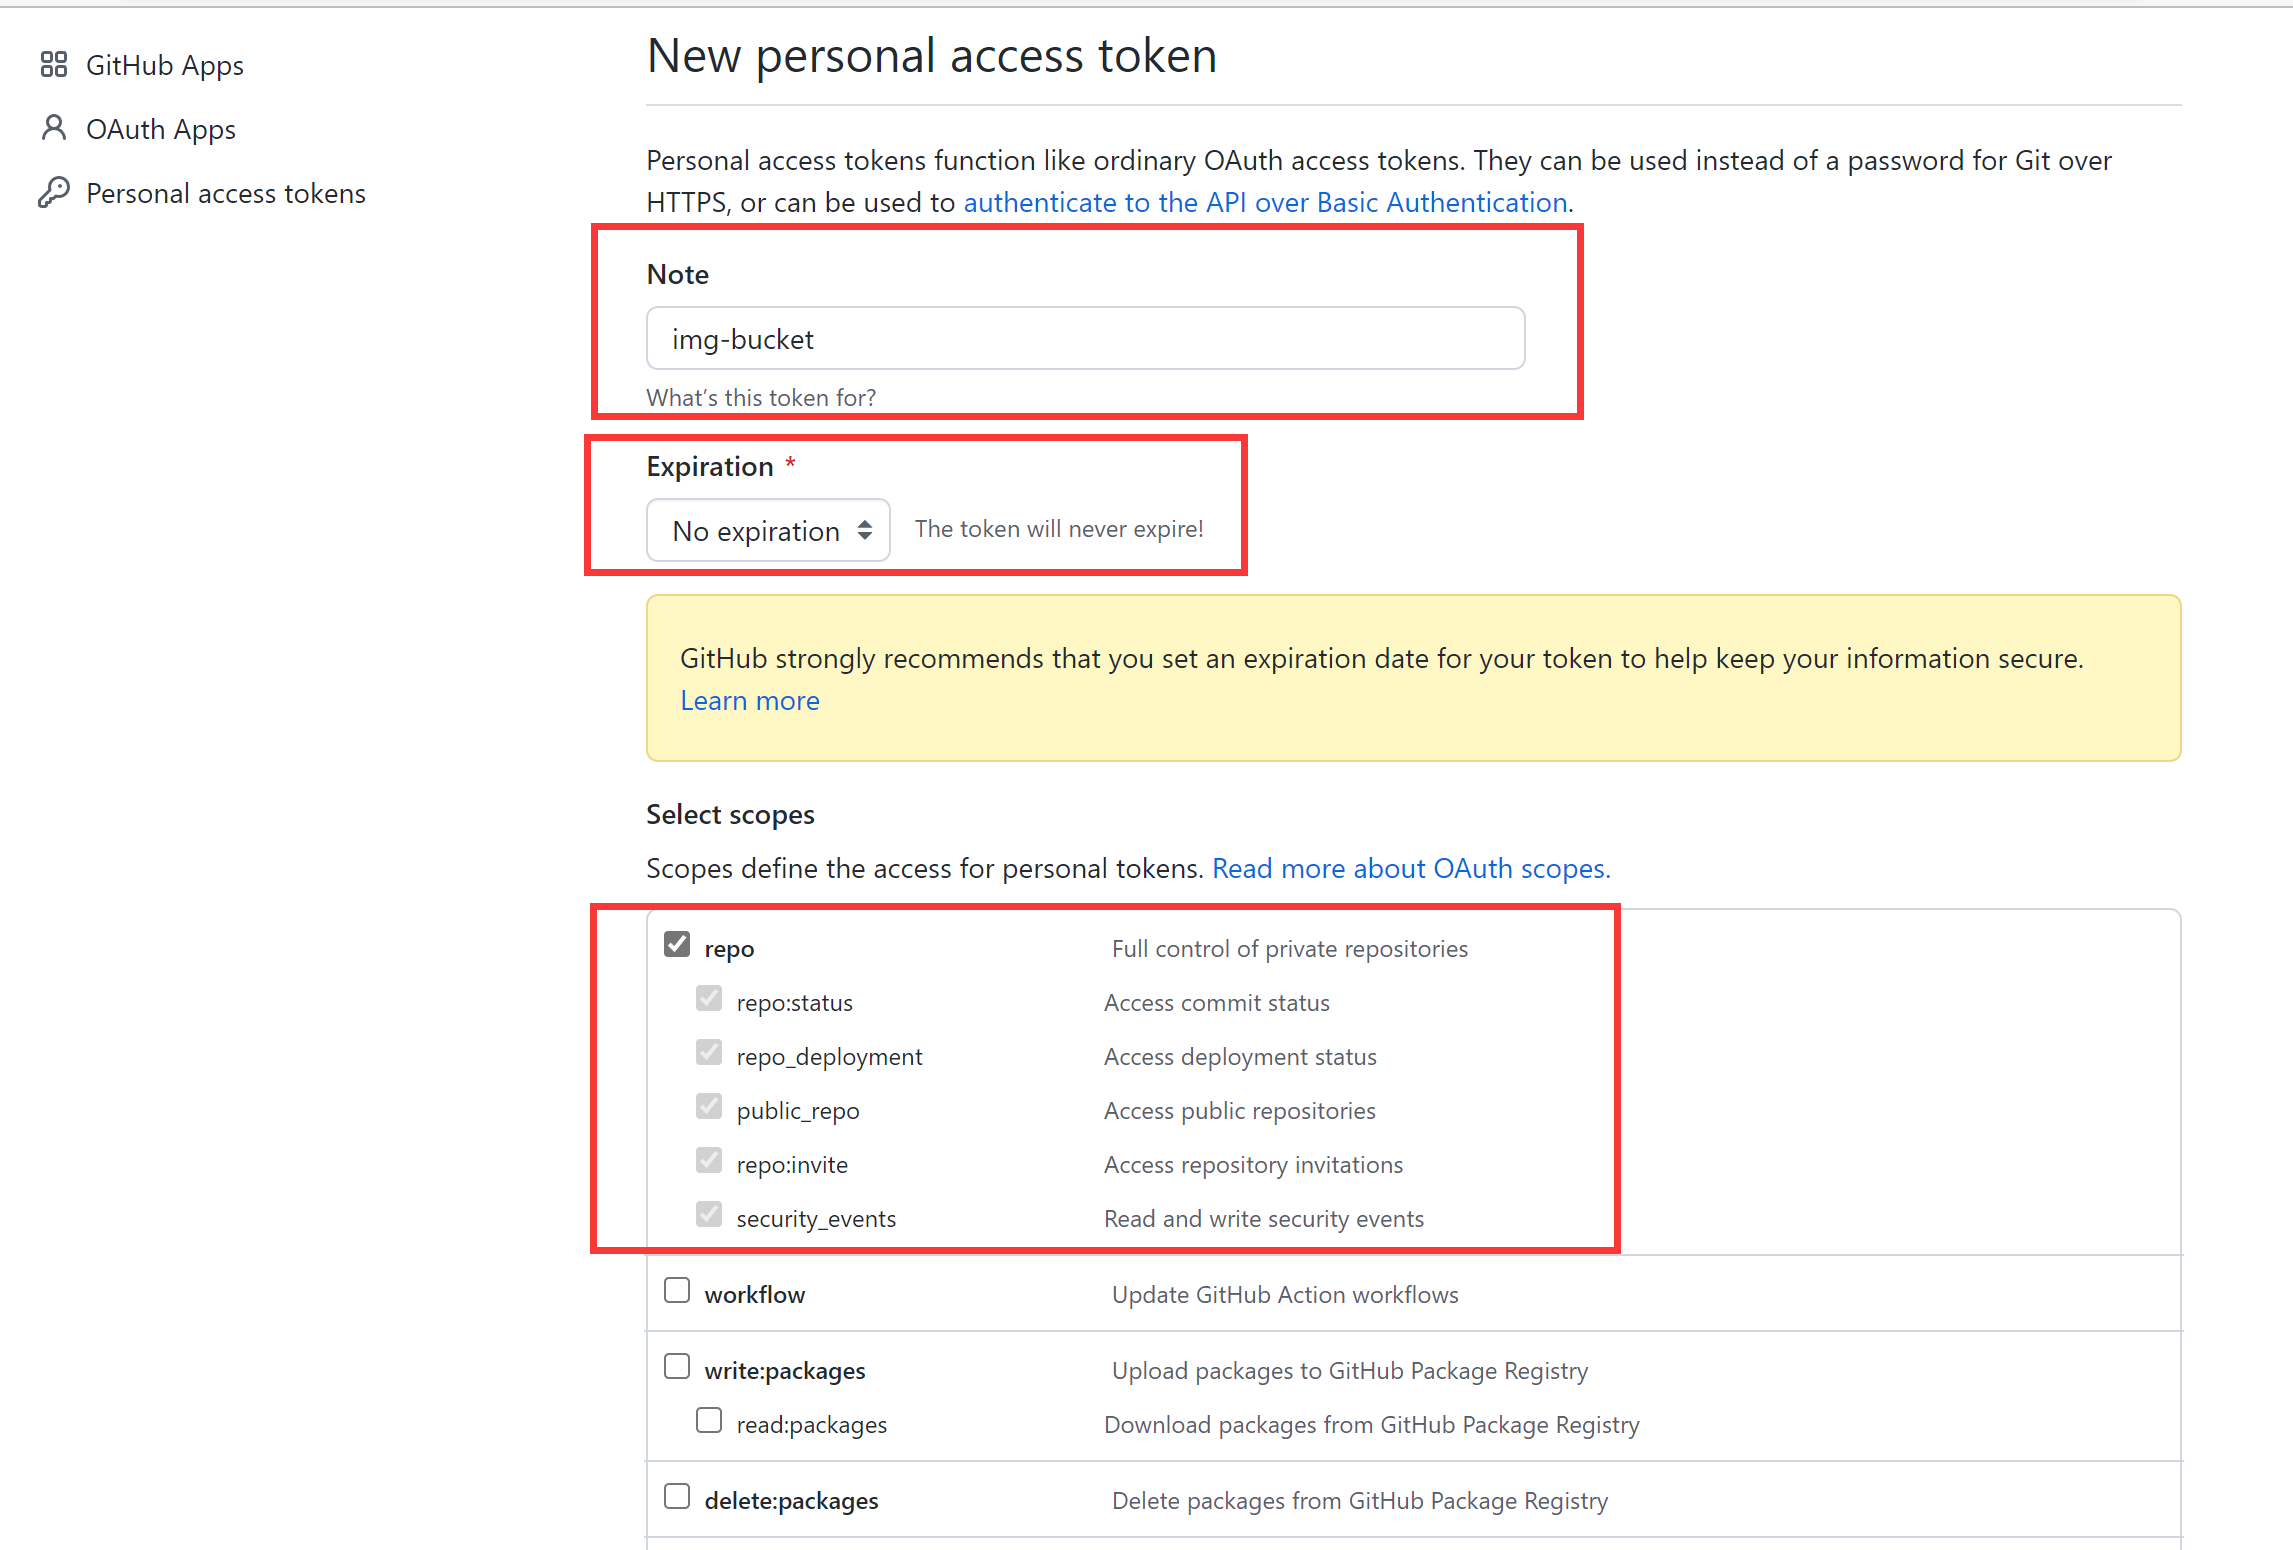 GitHub Apps
OAuth Apps
Personal access tokens
New personal access token
Personal access tokens function like ordinary OAuth access tokens. They can be used instead of a password for Git over
HTTPS, or can be used to authenticate to the API over Basic Authentication.
Note
img-bucket
What's this token for?
Expiration *
No expiration The token will never expire!
GitHub strongly recommends that you set an expiration date for your token to help keep your information secure.
Learn more
Select scopes
Scopes define the access for personal tokens. Read more about OAuth scopes.
repo Full control of private repositories
repo:status Access commit status
repo_deployment Access deployment status
public_repo Access public repositories
repo:invite Access repository invitations
security_events Read and write security events
workflow Update GitHub Action workflows
write:packages Upload packages to GitHub Package Registry
read:packages Download packages from GitHub Package Registry
delete:packages Delete packages from GitHub Package Registry